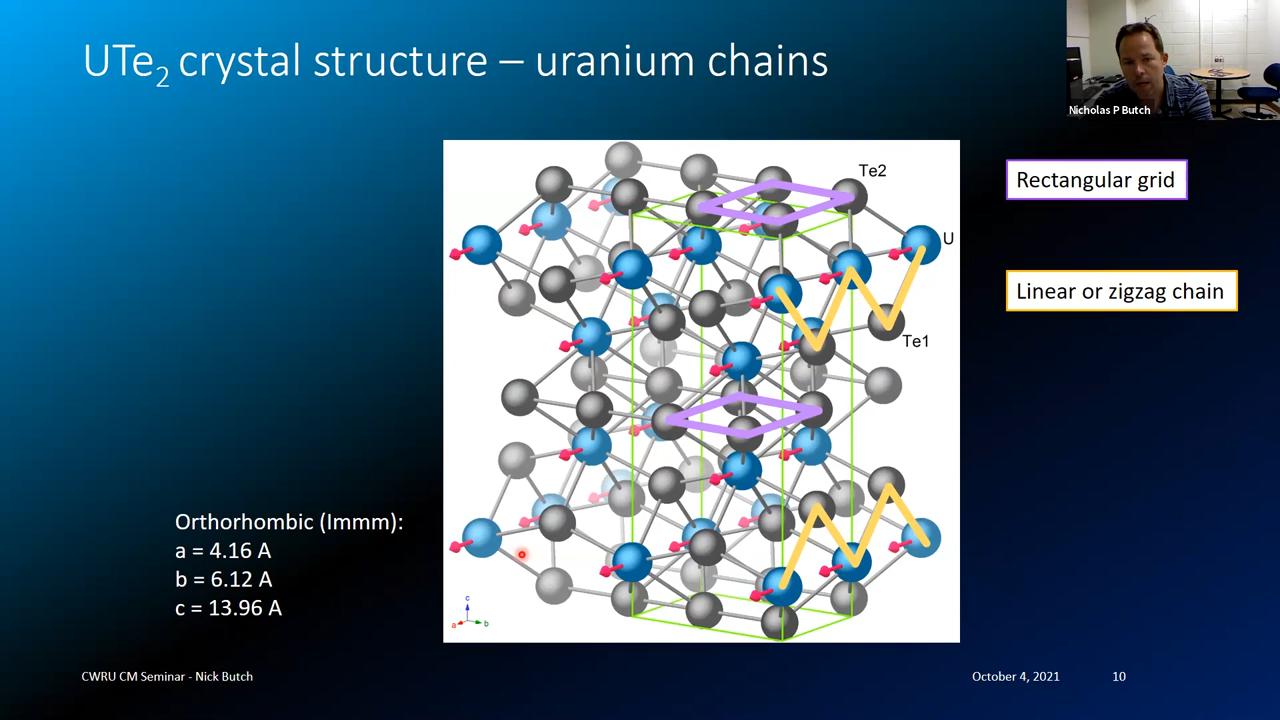 UTe₂ crystal structure – uranium chains
Nicholas P Butch
Te2
Rectangular grid
U
Linear or zigzag chain
Te1
Orthorhombic (Immm):
a = 4.16 A
b = 6.12 A
c = 13.96 A
c
a
b
CWRU CM Seminar - Nick Butch
October 4, 2021
10